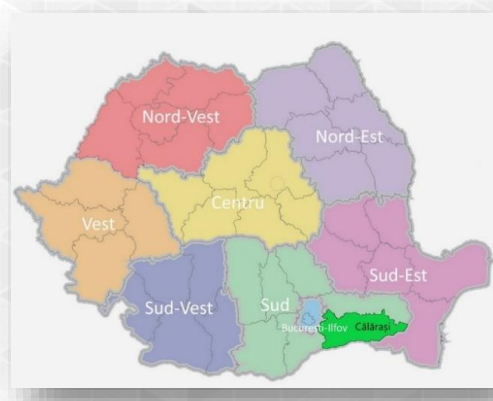 Nord-Vest
Nord-Est
Centru
Vest
Sud-Est
Sud-Vest
Sud
București-Ilfov
Călărași